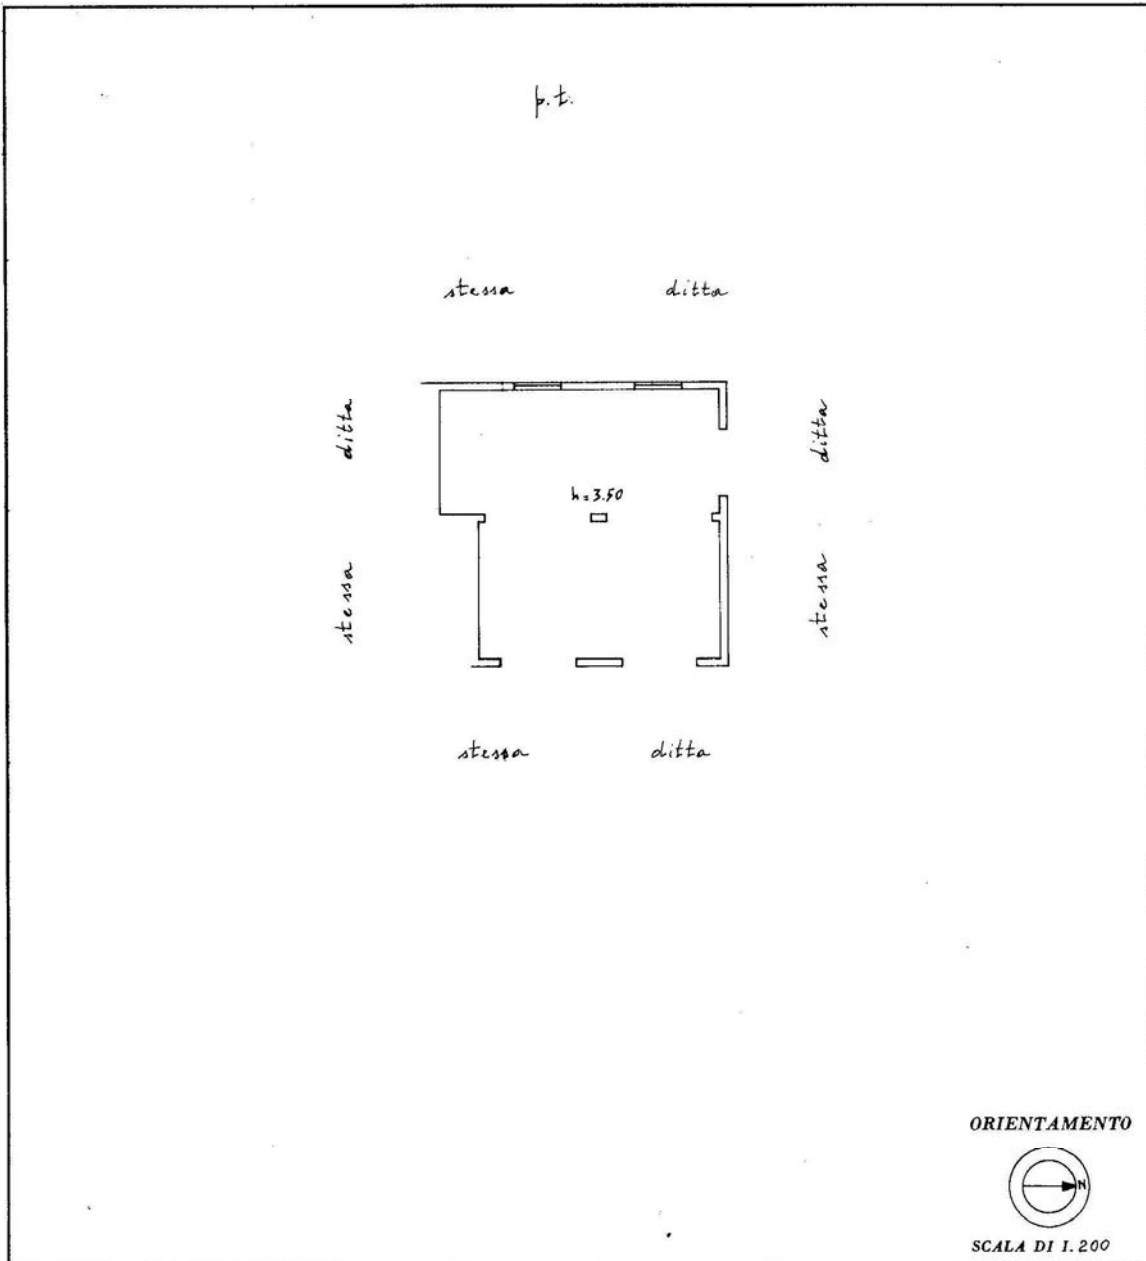 p.t.
stessa ditta
ditta
ditta
h=3.50
stessa
stessa
stessa ditta
ORIENTAMENTO
N
SCALA DI 1.200